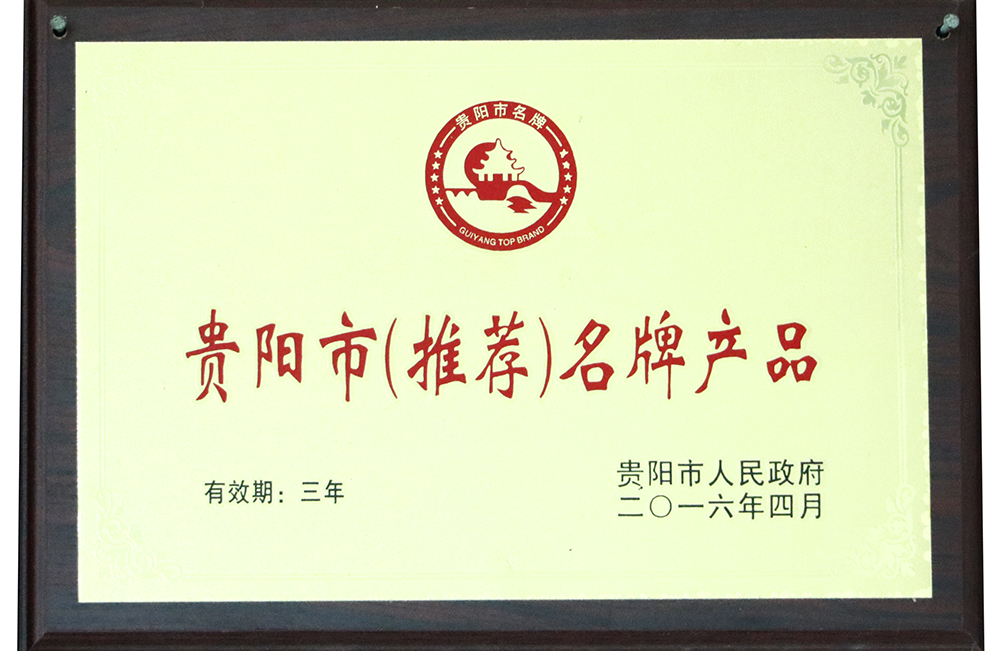 贵阳市名牌
GUIYANG TOP BRAND
贵阳市(推荐)名牌产品
有效期：三年
贵阳市人民政府
二〇一六年四月